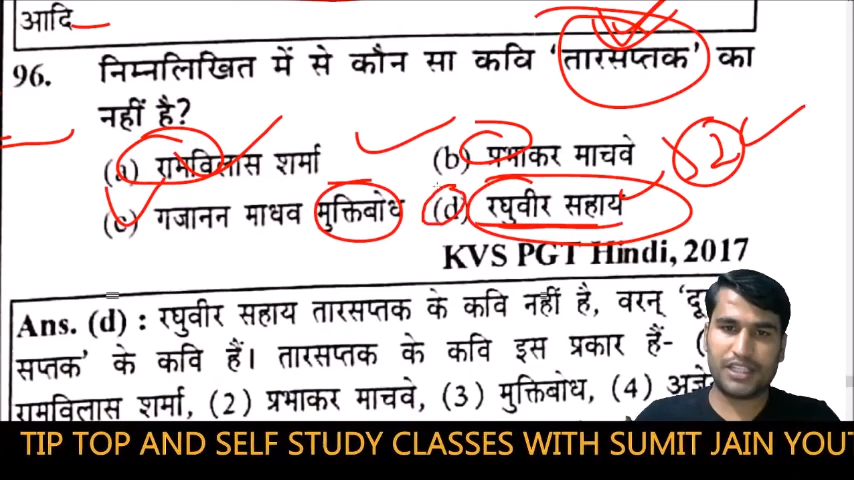 आदि
96. निम्नलिखित में से कौन सा कवि 'तारसप्तक' का
नहीं है?
(a) रामविलास शर्मा (b) प्रभाकर माचवे 2
(c) गजानन माधव मुक्तिबोध (d) रघुवीर सहाय
KVS PGT Hindi, 2017
Ans. (d) : रघुवीर सहाय तारसप्तक के कवि नहीं है, वरन् 'दू
सप्तक' के कवि हैं। तारसप्तक के कवि इस प्रकार हैं- (
रामविलास शर्मा, (2) प्रभाकर माचवे, (3) मुक्तिबोध, (4) अज्ञे
TIP TOP AND SELF STUDY CLASSES WITH SUMIT JAIN YOUT